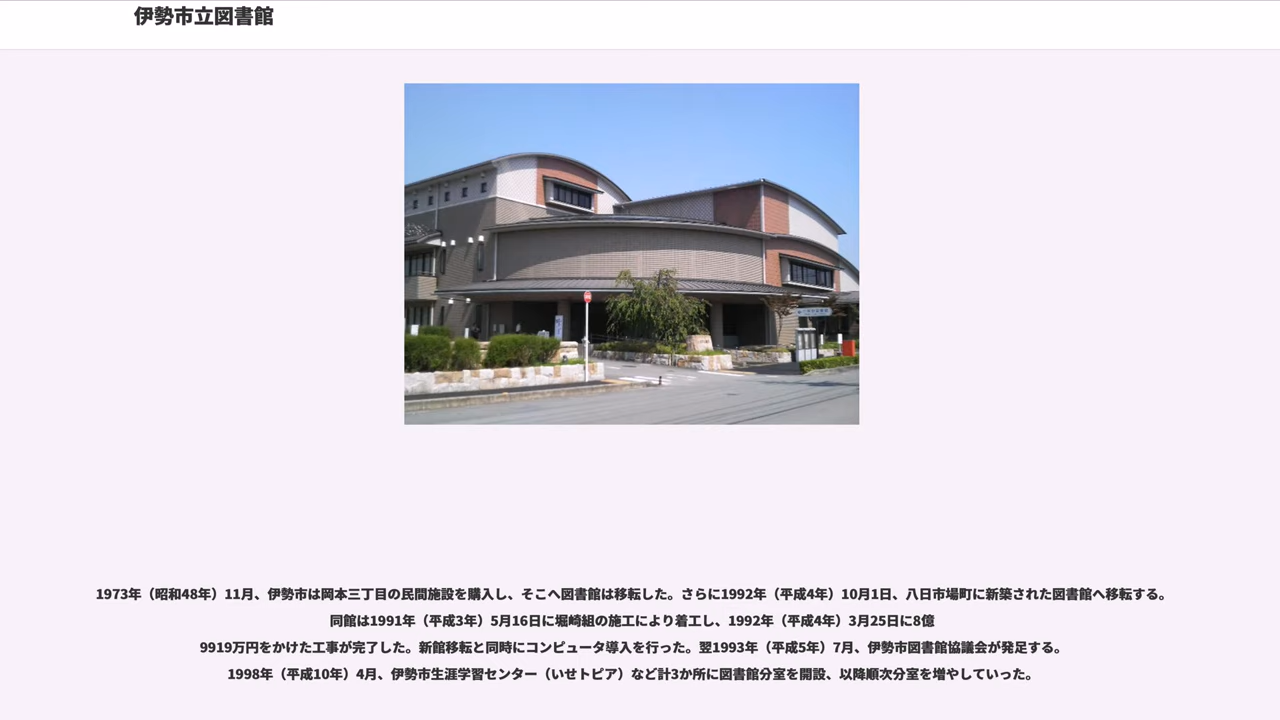 伊勢市立図書館
1973年（昭和48年）11月、伊勢市は岡本三丁目の民間施設を購入し、そこへ図書館は移転した。さらに1992年（平成4年）10月1日、八日市場町に新築された図書館へ移転する。
同館は1991年（平成3年）5月16日に堀崎組の施工により着工し、1992年（平成4年）3月25日に8億
9919万円をかけた工事が完了した。新館移転と同時にコンピュータ導入を行った。翌1993年（平成5年）7月、伊勢市図書館協議会が発足する。
1998年（平成10年）4月、伊勢市生涯学習センター（いせトピア）など計3か所に図書館分室を開設、以降順次分室を増やしていった。